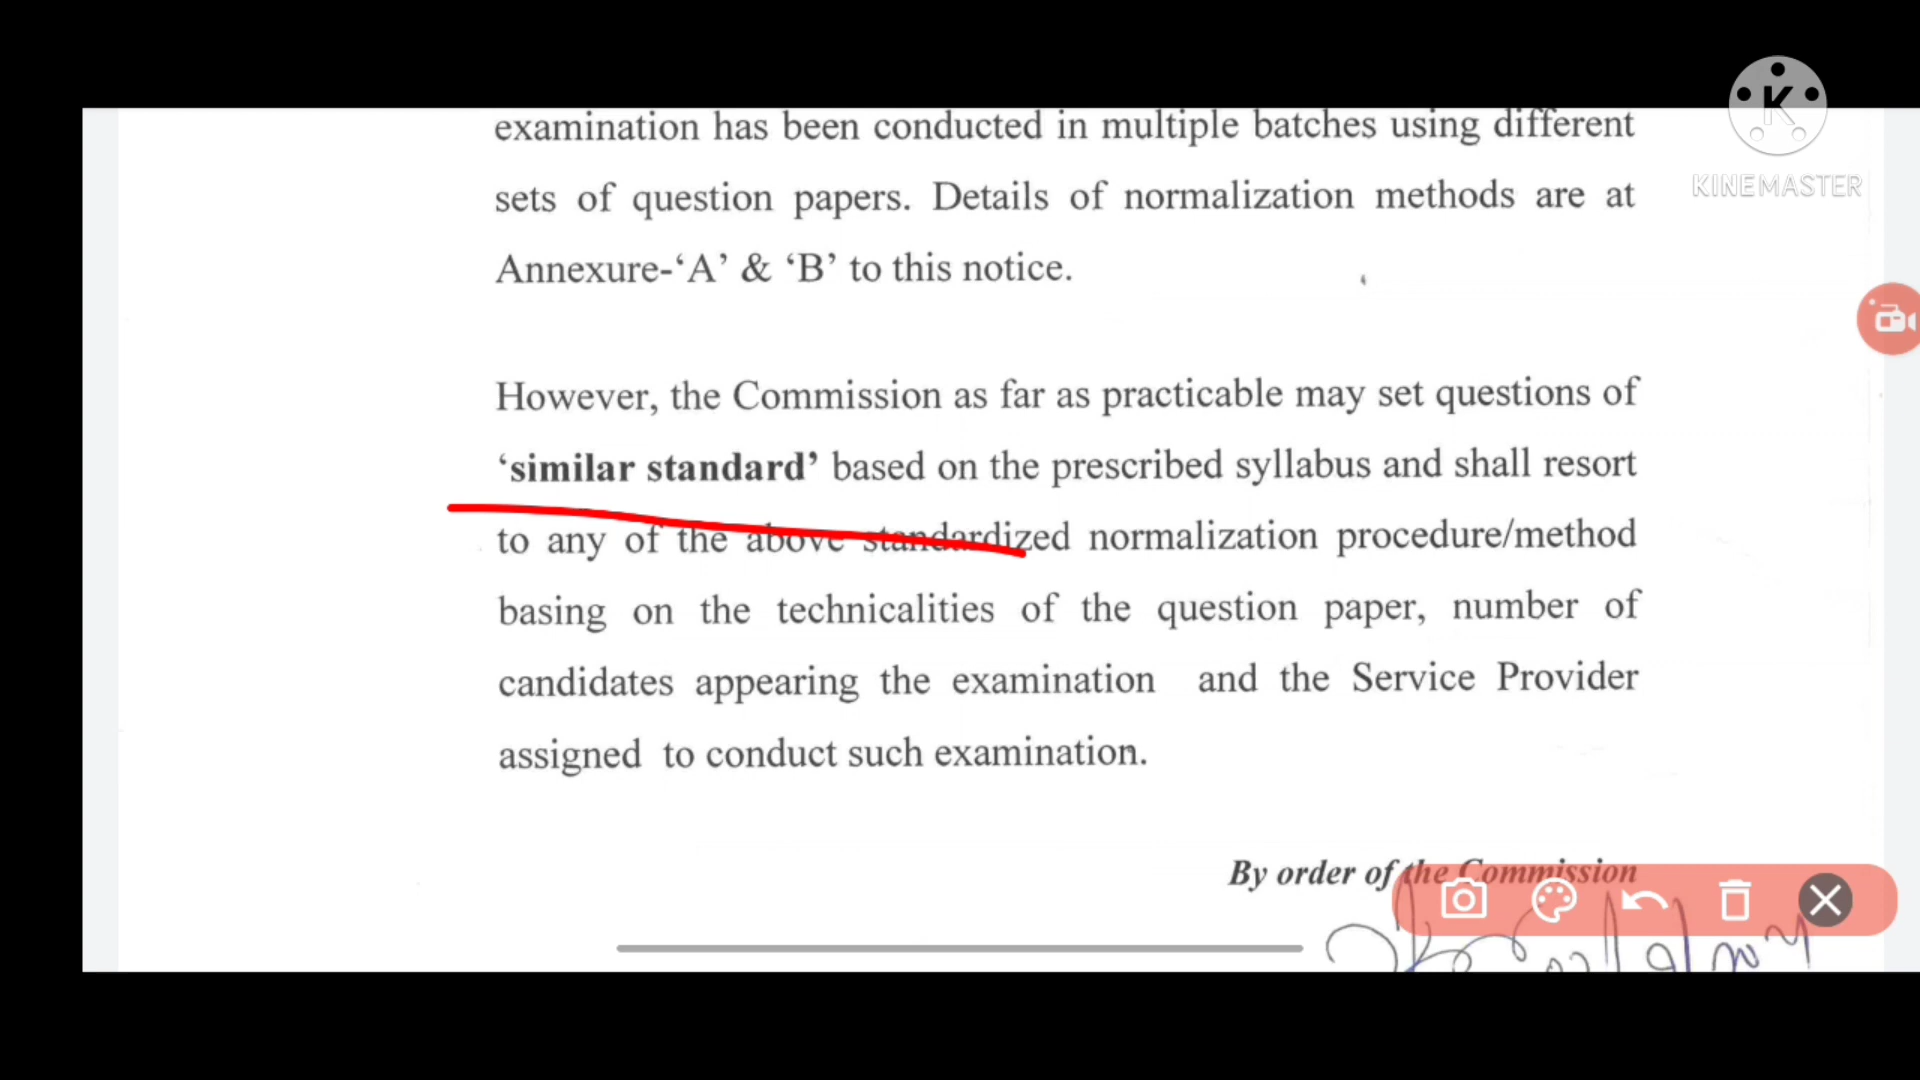 examination has been conducted in multiple batches using different
sets of question papers. Details of normalization methods are at
Annexure-‘A’ & ‘B’ to this notice.
However, the Commission as far as practicable may set questions of
‘similar standard’ based on the prescribed syllabus and shall resort
to any of the above standardized normalization procedure/method
basing on the technicalities of the question paper, number of
candidates appearing the examination and the Service Provider
assigned to conduct such examination.
By order of the Commission
K
KINEMASTER